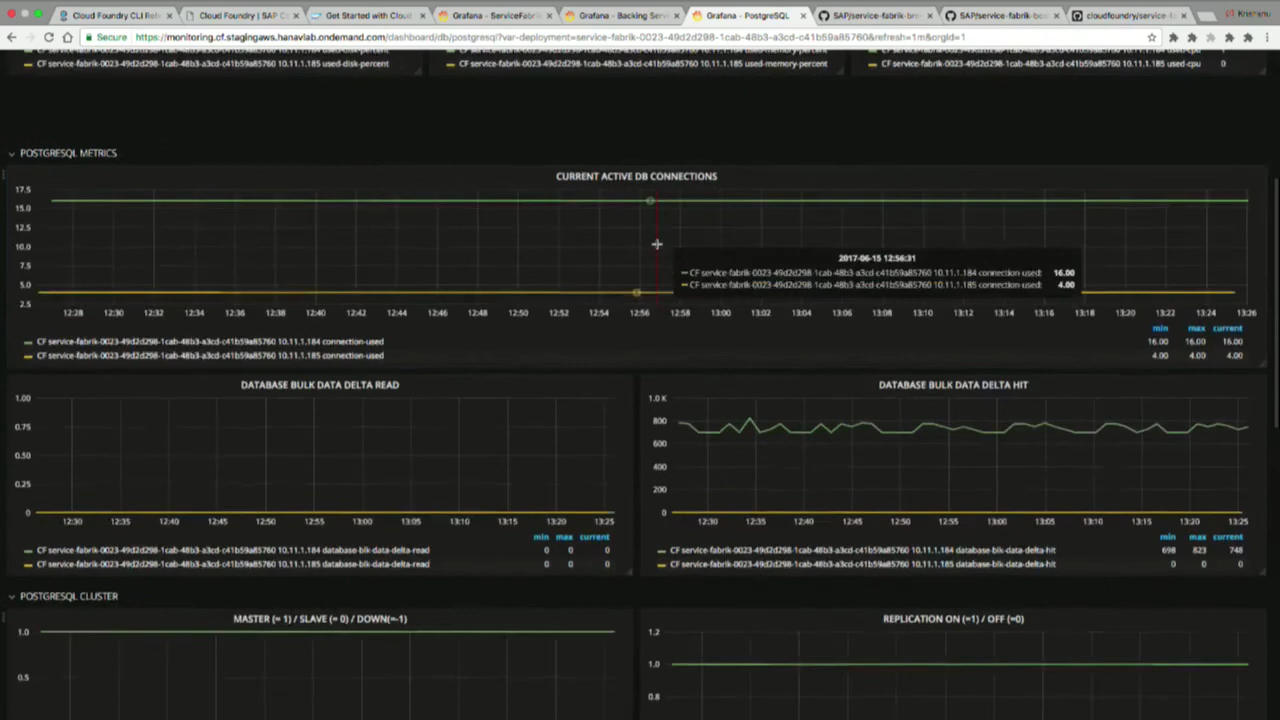 Cloud Foundry CLI Rel
Cloud Foundry | SAP C
Get Started with Cloud
Grafana - ServiceFabrik
Grafana - Backing Servi
Grafana - PostgreSQL
SAP/service-fabrik-br
SAP/service-fabrik-bos
cloudfoundry/service-f
Krishanu
Secure
https://monitoring.cf.stagingaws.hanavlab.ondemand.com/dashboard/db/postgresql?var-deployment=service-fabrik-0023-49d2d298-1cab-48b3-a3cd-c41b59a85760&refresh=1m&orgId=1
CF service-fabrik-0023-49d2d298-1cab-48b3-a3cd-c41b59a85760 10.11.1.185 used-disk-percent
CF service-fabrik-0023-49d2d298-1cab-48b3-a3cd-c41b59a85760 10.11.1.185 used-memory-percent
CF service-fabrik-0023-49d2d298-1cab-48b3-a3cd-c41b59a85760 10.11.1.185 used-cpu 0
POSTGRESQL METRICS
CURRENT ACTIVE DB CONNECTIONS
17.5
15.0
12.5
10.0
7.5
5.0
2.5
2017-06-15 12:56:31
CF service-fabrik-0023-49d2d298-1cab-48b3-a3cd-c41b59a85760 10.11.1.184 connection used: 16.00
CF service-fabrik-0023-49d2d298-1cab-48b3-a3cd-c41b59a85760 10.11.1.185 connection used: 4.00
12:28 12:30 12:32 12:34 12:36 12:38 12:40 12:42 12:44 12:46 12:48 12:50 12:52 12:54 12:56 12:58 13:00 13:02 13:04 13:06 13:08 13:10 13:12 13:14 13:16 13:18 13:20 13:22 13:24 13:26
min max current
CF service-fabrik-0023-49d2d298-1cab-48b3-a3cd-c41b59a85760 10.11.1.184 connection-used 16.00 16.00 16.00
CF service-fabrik-0023-49d2d298-1cab-48b3-a3cd-c41b59a85760 10.11.1.185 connection-used 4.00 4.00 4.00
DATABASE BULK DATA DELTA READ
1.00
0.75
0.50
0.25
0
12:30 12:35 12:40 12:45 12:50 12:55 13:00 13:05 13:10 13:15 13:20 13:25
min max current
CF service-fabrik-0023-49d2d298-1cab-48b3-a3cd-c41b59a85760 10.11.1.184 database-blk-data-delta-read 0 0 0
CF service-fabrik-0023-49d2d298-1cab-48b3-a3cd-c41b59a85760 10.11.1.185 database-blk-data-delta-read 0 0 0
DATABASE BULK DATA DELTA HIT
1.0 K
800
600
400
200
0
12:30 12:35 12:40 12:45 12:50 12:55 13:00 13:05 13:10 13:15 13:20 13:25
min max current
CF service-fabrik-0023-49d2d298-1cab-48b3-a3cd-c41b59a85760 10.11.1.184 database-blk-data-delta-hit 698 823 748
CF service-fabrik-0023-49d2d298-1cab-48b3-a3cd-c41b59a85760 10.11.1.185 database-blk-data-delta-hit 0 0 0
POSTGRESQL CLUSTER
MASTER (= 1) / SLAVE (= 0) / DOWN(=-1)
1.0
0.5
REPLICATION ON (=1) / OFF (=0)
1.2
1.0
0.8